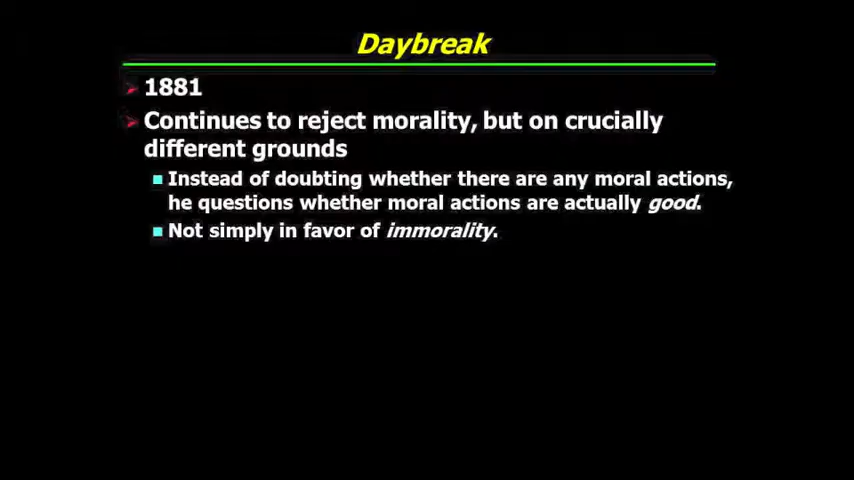 Daybreak
1881
Continues to reject morality, but on crucially
different grounds
Instead of doubting whether there are any moral actions,
he questions whether moral actions are actually good.
Not simply in favor of immorality.